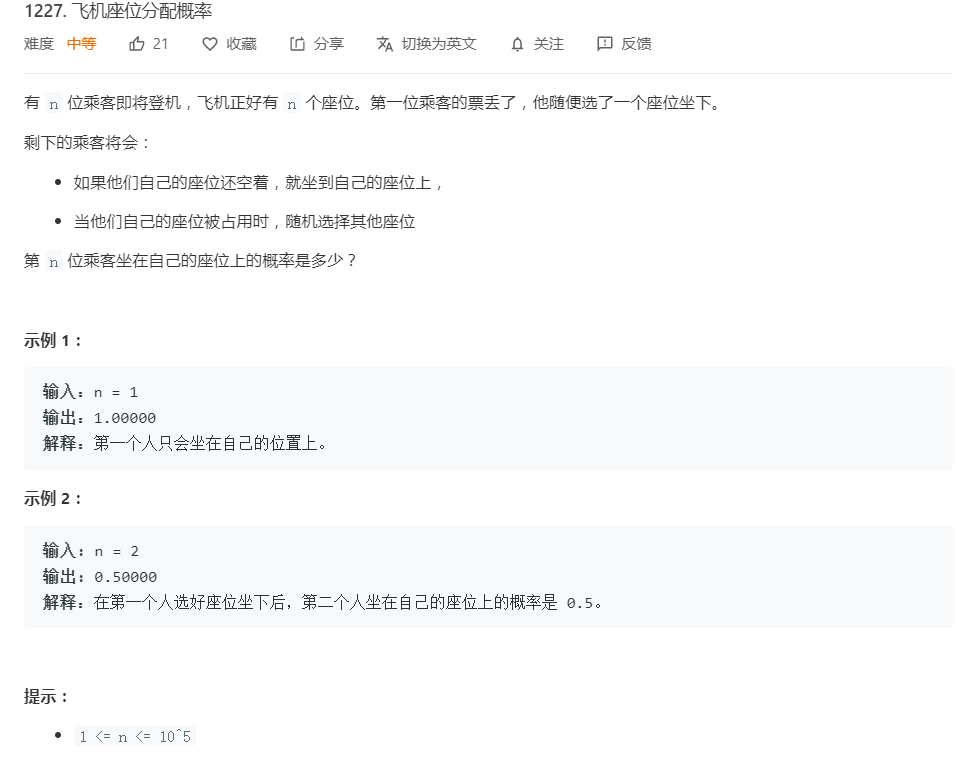 1227. 飞机座位分配概率
难度 中等 21 收藏 分享 切换为英文 关注 反馈
有 n 位乘客即将登机，飞机正好有 n 个座位。第一位乘客的票丢了，他随便选了一个座位坐下。
剩下的乘客将会：
如果他们自己的座位还空着，就坐到自己的座位上，
当他们自己的座位被占用时，随机选择其他座位
第 n 位乘客坐在自己的座位上的概率是多少？
示例 1：
输入：n = 1
输出：1.00000
解释：第一个人只会坐在自己的位置上。
示例 2：
输入：n = 2
输出：0.50000
解释：在第一个人选好座位坐下后，第二个人坐在自己的座位上的概率是 0.5。
提示：
1 <= n <= 10^5